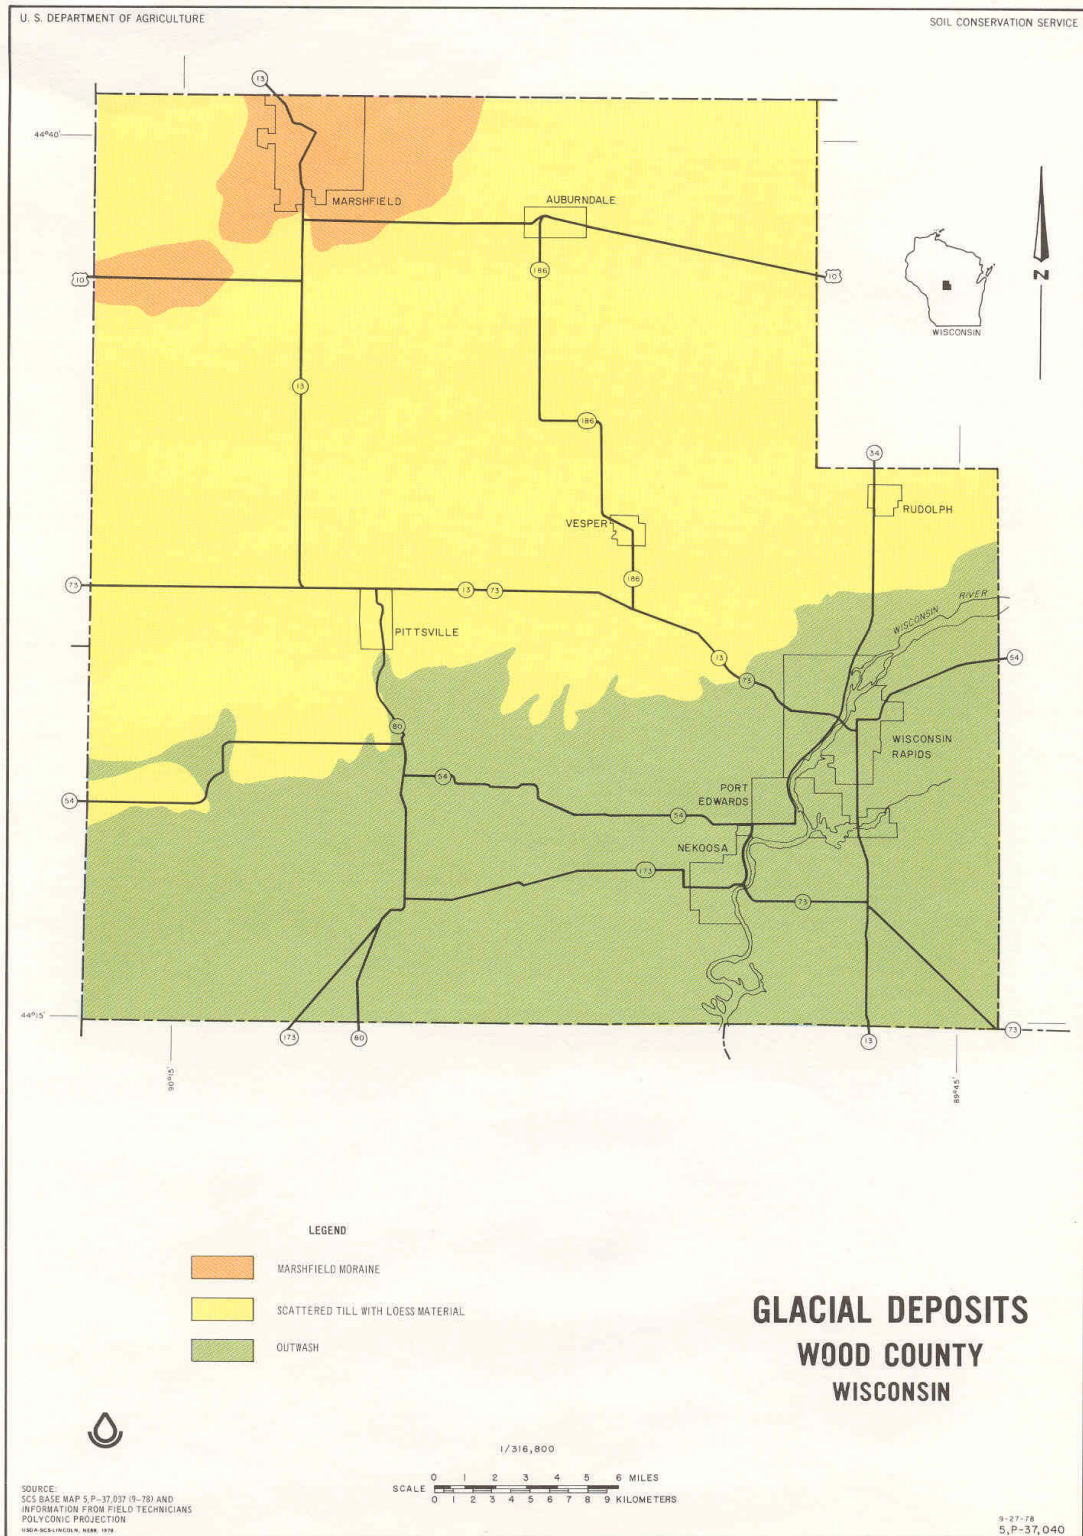 U. S. DEPARTMENT OF AGRICULTURE
SOIL CONSERVATION SERVICE
13
44°40'
MARSHFIELD
AUBURNDALE
10
186
10
WISCONSIN
N
13
186
34
RUDOLPH
VESPER
73
13
73
186
PITTSVILLE
WISCONSIN
RIVER
13
54
73
80
WISCONSIN
RAPIDS
54
54
PORT
EDWARDS
54
NEKOOSA
173
73
44°15'
173
80
13
73
90°15'
89°45'
LEGEND
MARSHFIELD MORAINE
SCATTERED TILL WITH LOESS MATERIAL
OUTWASH
GLACIAL DEPOSITS
WOOD COUNTY
WISCONSIN
1/316,800
0 1 2 3 4 5 6 MILES
SCALE
0 1 2 3 4 5 6 7 8 9 KILOMETERS
SOURCE:
SCS BASE MAP 5,P-37,037 (9-78) AND
INFORMATION FROM FIELD TECHNICIANS
POLYCONIC PROJECTION
USDA-SCS-LINCOLN, NEBR. 1978
9-27-78
5,P-37,040